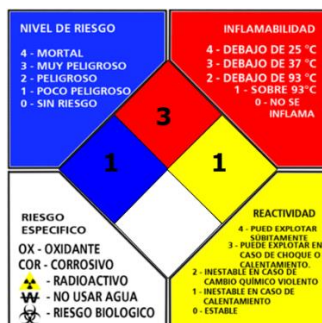 NIVEL DE RIESGO
4 - MORTAL
3 - MUY PELIGROSO
2 - PELIGROSO
1 - POCO PELIGROSO
0 - SIN RIESGO
INFLAMABILIDAD
4 - DEBAJO DE 25 °C
3 - DEBAJO DE 37 °C
2 - DEBAJO DE 93 °C
1 - SOBRE 93°C
0 - NO SE
INFLAMA
3
1
1
RIESGO
ESPECIFICO
OX - OXIDANTE
COR - CORROSIVO
- RADIOACTIVO
W - NO USAR AGUA
- RIESGO BIOLOGICO
REACTIVIDAD
4 - PUED EXPLOTAR
SÚBITAMENTE
3 - PUEDE EXPLOTAR EN
CASO DE CHOQUE O
CALENTAMIENTO.
2 - INESTABLE EN CASO DE
CAMBIO QUÍMICO VIOLENTO
1 - INESTABLE EN CASO DE
CALENTAMIENTO
0 - ESTABLE